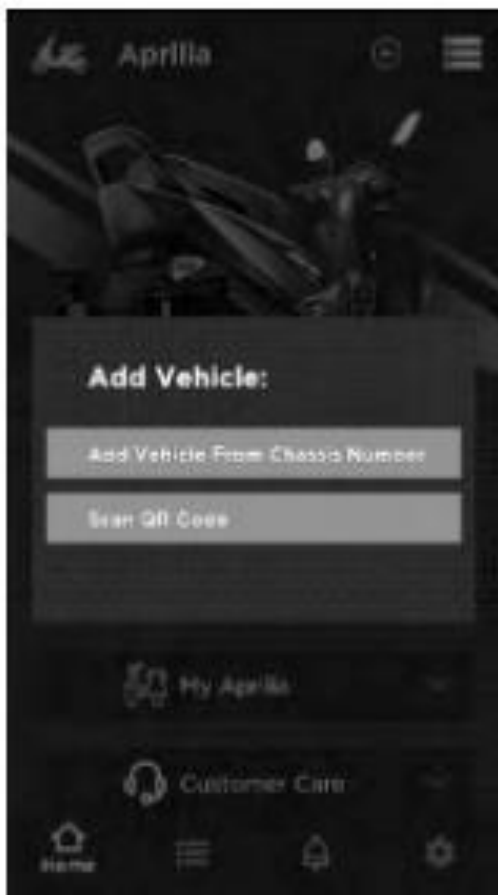 Aprilia
Add Vehicle:
Add Vehicle From Chassis Number
Scan QR Code
My Aprilia
Customer Care
Home